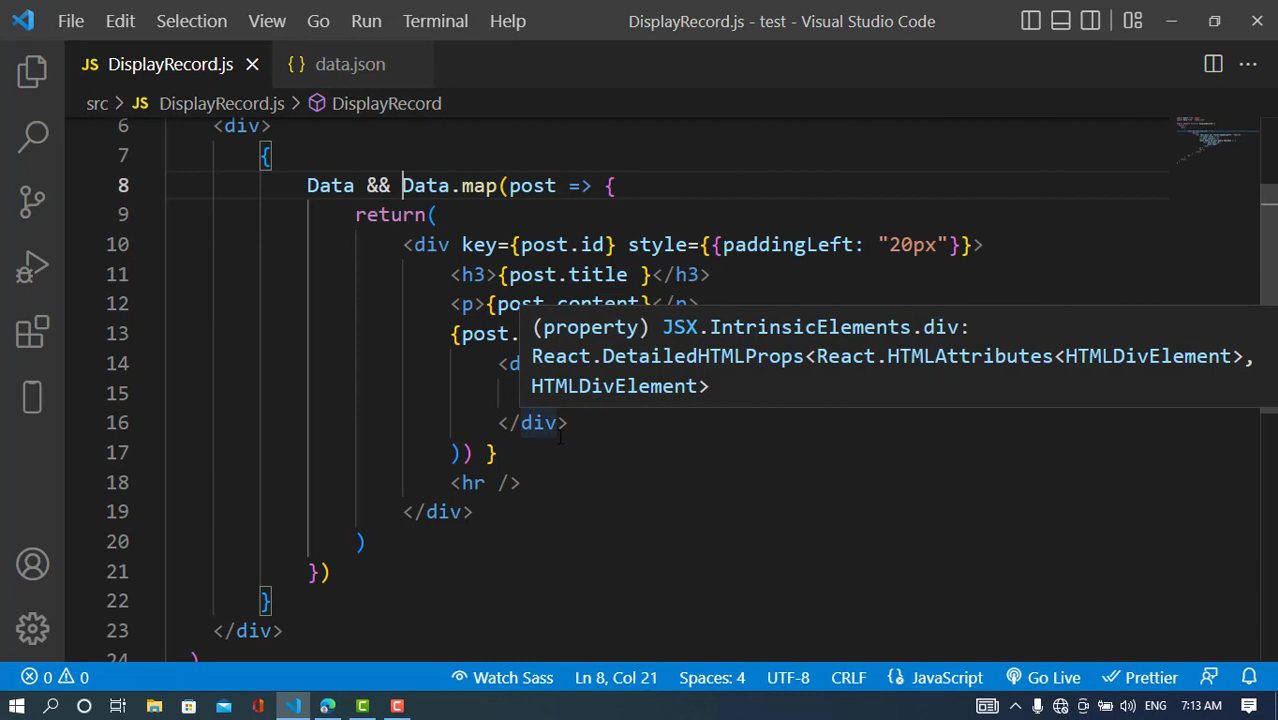 File Edit Selection View Go Run Terminal Help DisplayRecord.js - test - Visual Studio Code
JS DisplayRecord.js {} data.json
src > JS DisplayRecord.js > DisplayRecord
6 <div>
7 {
8 Data && Data.map(post => {
9 return(
10 <div key={post.id} style={{paddingLeft: "20px"}}>
11 <h3>{post.title }</h3>
12 <p>{post.content}</p>
13 {post.
14 <d
15
16 </div>
(property) JSX.IntrinsicElements.div:
React.DetailedHTMLProps<React.HTMLAttributes<HTMLDivElement>,
HTMLDivElement>
17 )) }
18 <hr />
19 </div>
20 )
21 })
22 }
23 </div>
24 )
0 0 Watch Sass Ln 8, Col 21 Spaces: 4 UTF-8 CRLF JavaScript Go Live Prettier
ENG 7:13 AM